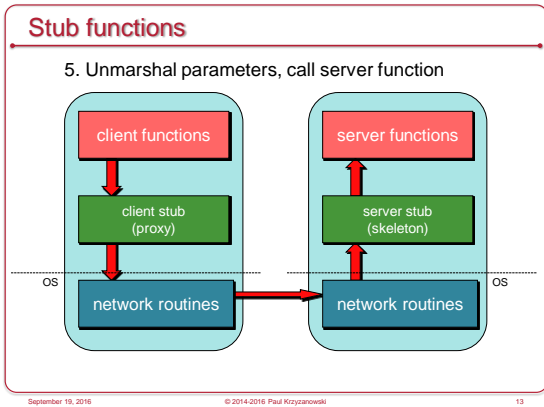 Stub functions
5. Unmarshal parameters, call server function
client functions
server functions
client stub
(proxy)
server stub
(skeleton)
OS
OS
network routines
network routines
September 19, 2016
© 2014-2016 Paul Krzyzanowski
13